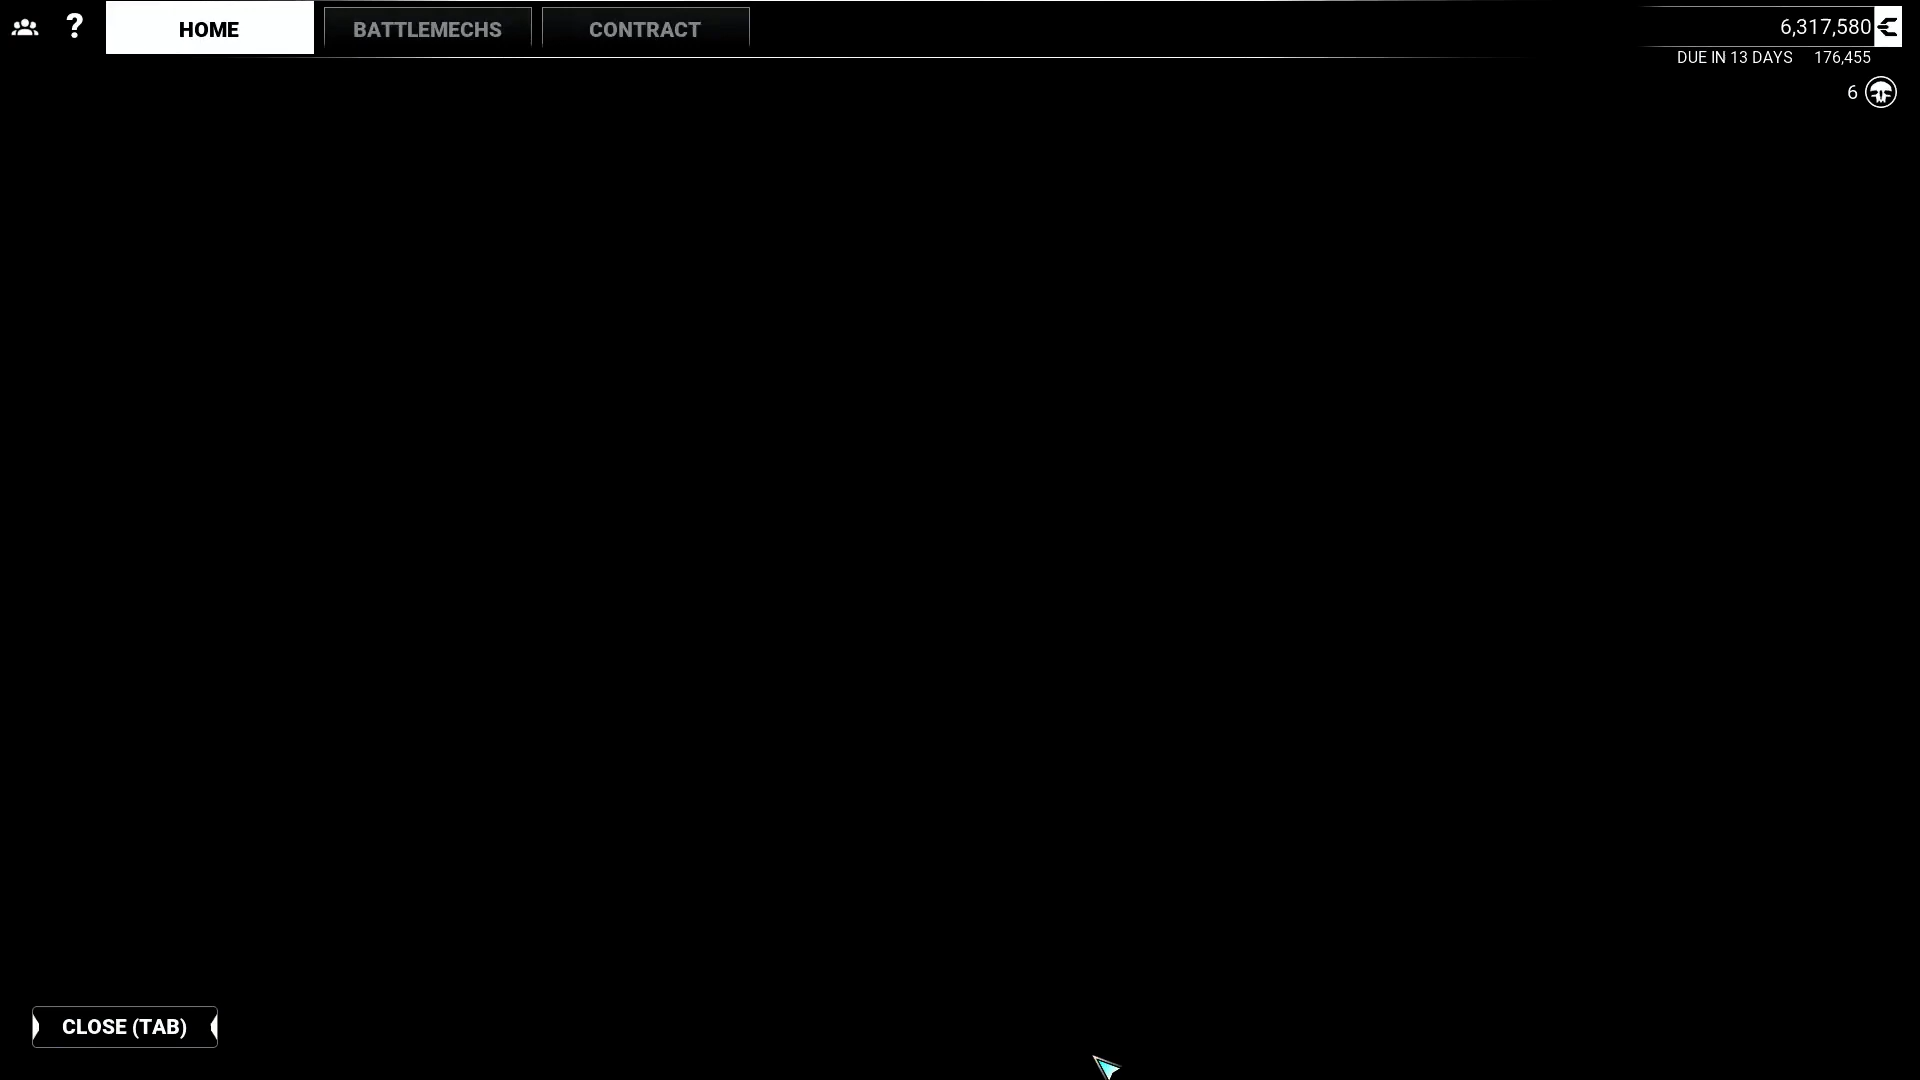 ?
HOME
BATTLEMECHS
CONTRACT
6,317,580
DUE IN 13 DAYS 176,455
6
CLOSE (TAB)